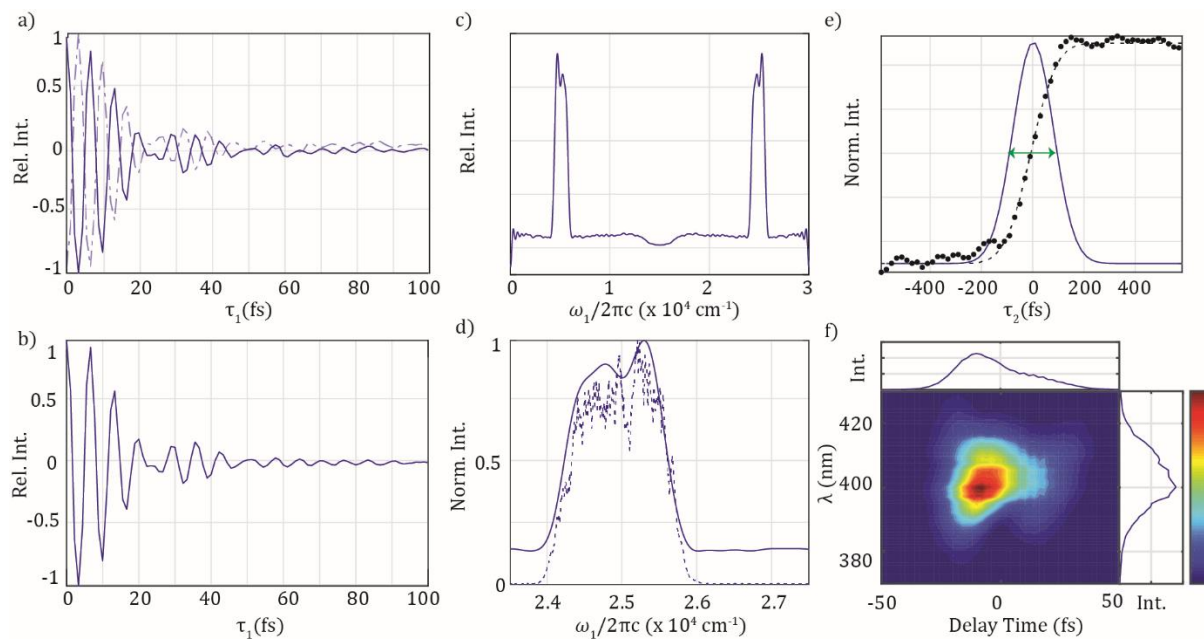 a)
Rel. Int.
1
0.5
0
-0.5
-1
0 20 40 60 80 100
τ₁(fs)
b)
Rel. Int.
1
0.5
0
-0.5
-1
0 20 40 60 80 100
τ₁(fs)
c)
Rel. Int.
0 1 2 3
ω₁/2πc (x 10⁴ cm⁻¹)
d)
Norm. Int.
1
0.5
0
2.4 2.5 2.6 2.7
ω₁/2πc (x 10⁴ cm⁻¹)
e)
Norm. Int.
-400 -200 0 200 400
τ₂(fs)
f)
Int.
λ (nm)
420
400
380
-50 0 50
Int.
Delay Time (fs)